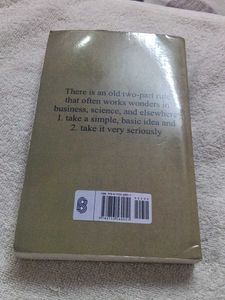 There is an old two-part rule
that often works wonders in
business, science, and elsewhere
1. take a simple, basic idea and
2. take it very seriously